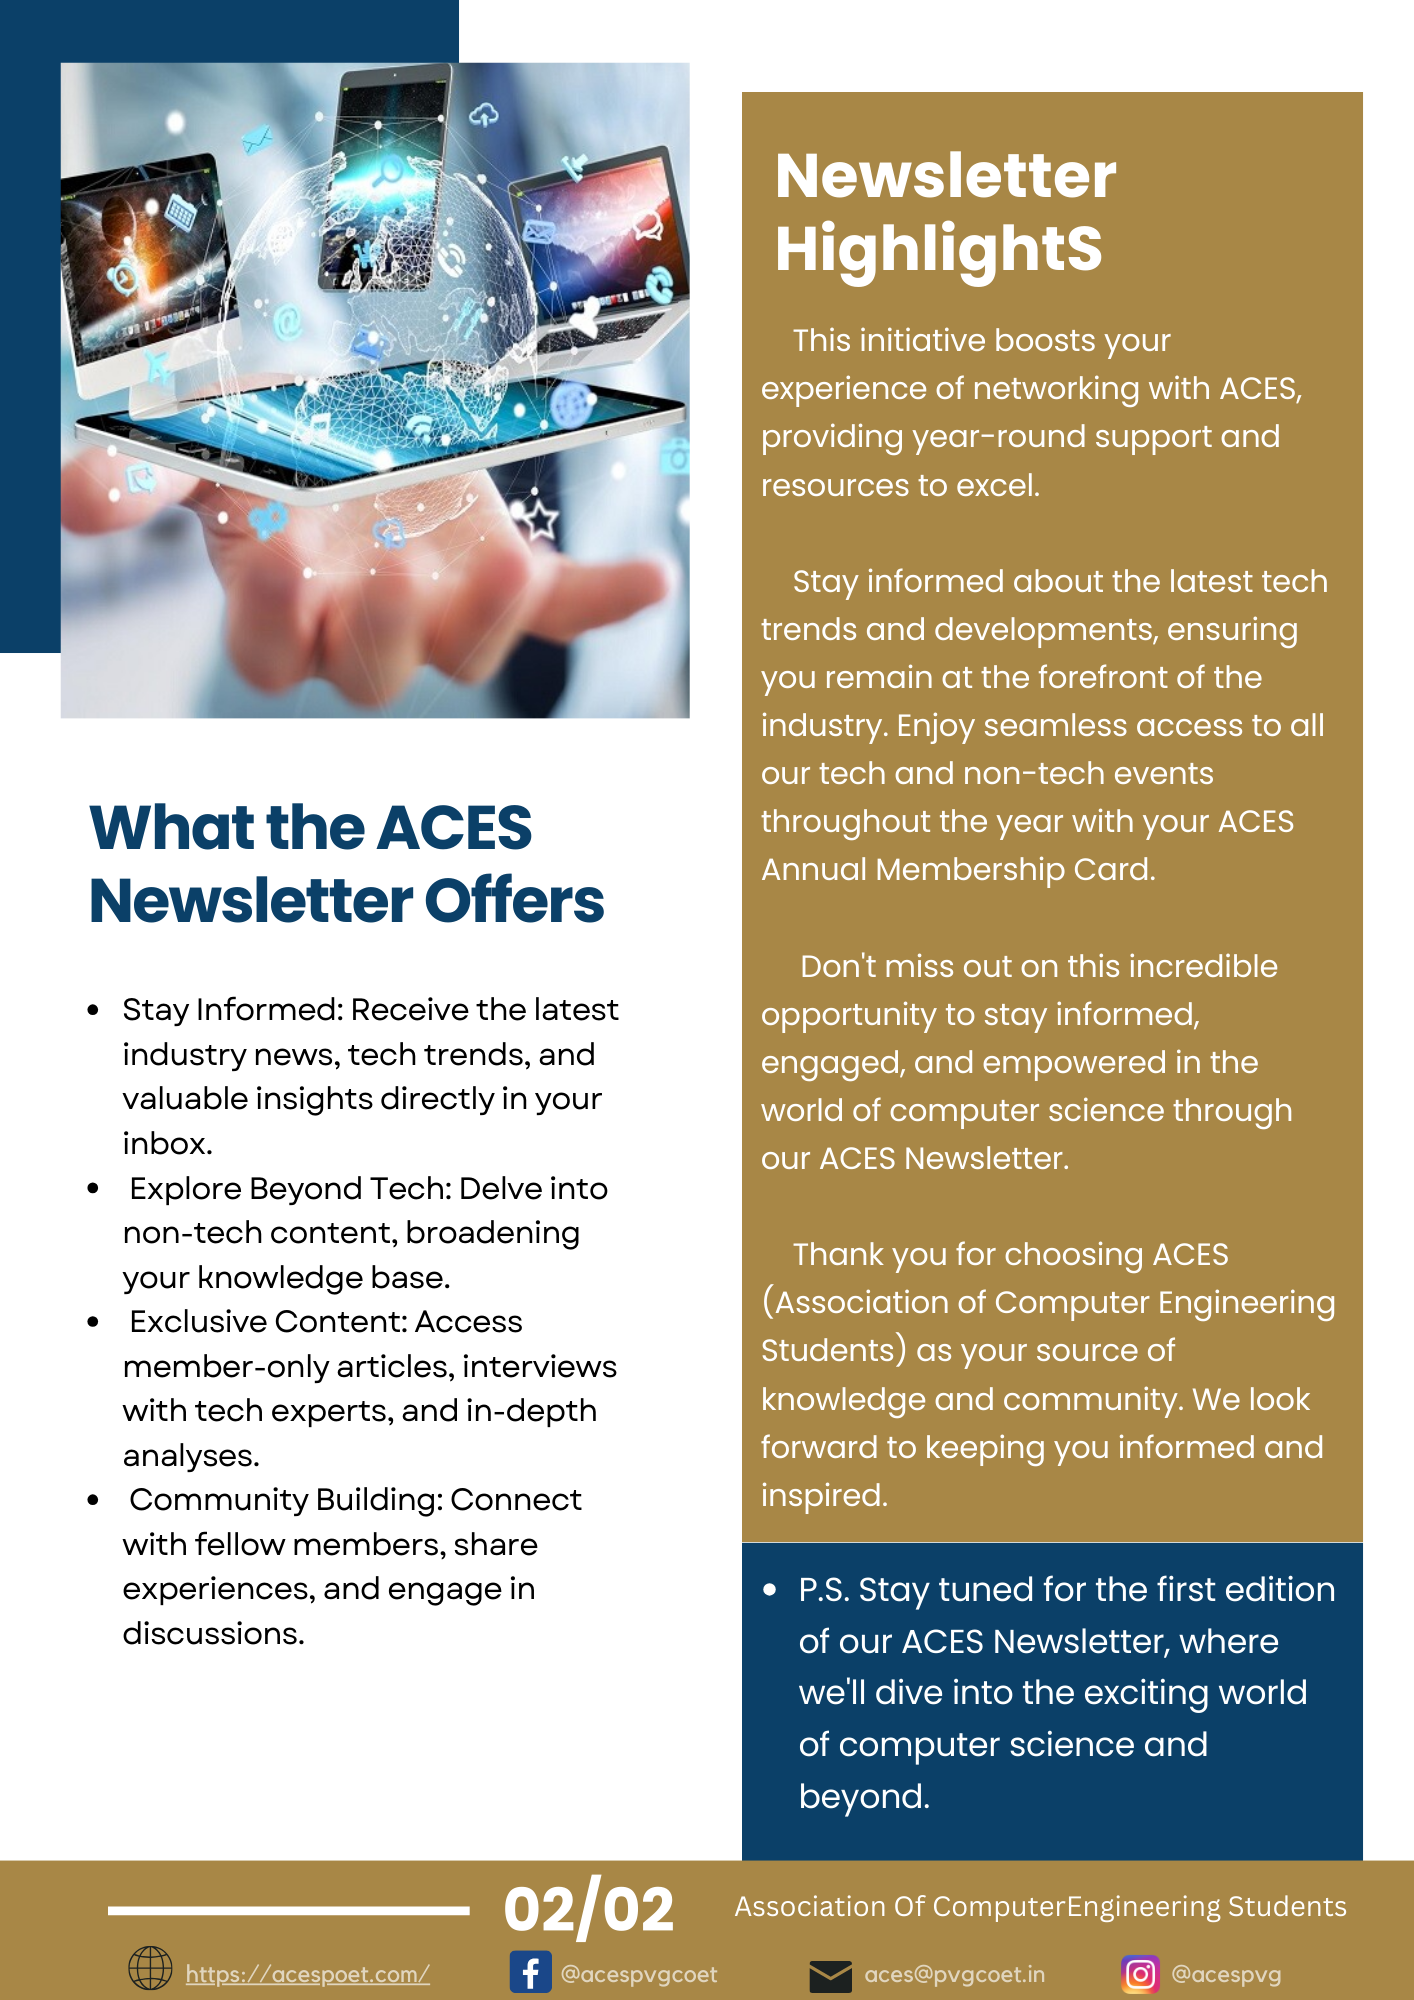 What the ACES
Newsletter Offers
Stay Informed: Receive the latest
industry news, tech trends, and
valuable insights directly in your
inbox.
Explore Beyond Tech: Delve into
non-tech content, broadening
your knowledge base.
Exclusive Content: Access
member-only articles, interviews
with tech experts, and in-depth
analyses.
Community Building: Connect
with fellow members, share
experiences, and engage in
discussions.
Newsletter
HighlightS
This initiative boosts your
experience of networking with ACES,
providing year-round support and
resources to excel.
Stay informed about the latest tech
trends and developments, ensuring
you remain at the forefront of the
industry. Enjoy seamless access to all
our tech and non-tech events
throughout the year with your ACES
Annual Membership Card.
Don't miss out on this incredible
opportunity to stay informed,
engaged, and empowered in the
world of computer science through
our ACES Newsletter.
Thank you for choosing ACES
(Association of Computer Engineering
Students) as your source of
knowledge and community. We look
forward to keeping you informed and
inspired.
P.S. Stay tuned for the first edition
of our ACES Newsletter, where
we'll dive into the exciting world
of computer science and
beyond.
02/02
Association Of ComputerEngineering Students
https://acespoet.com/
@acespvgcoet
aces@pvgcoet.in
@acespvg